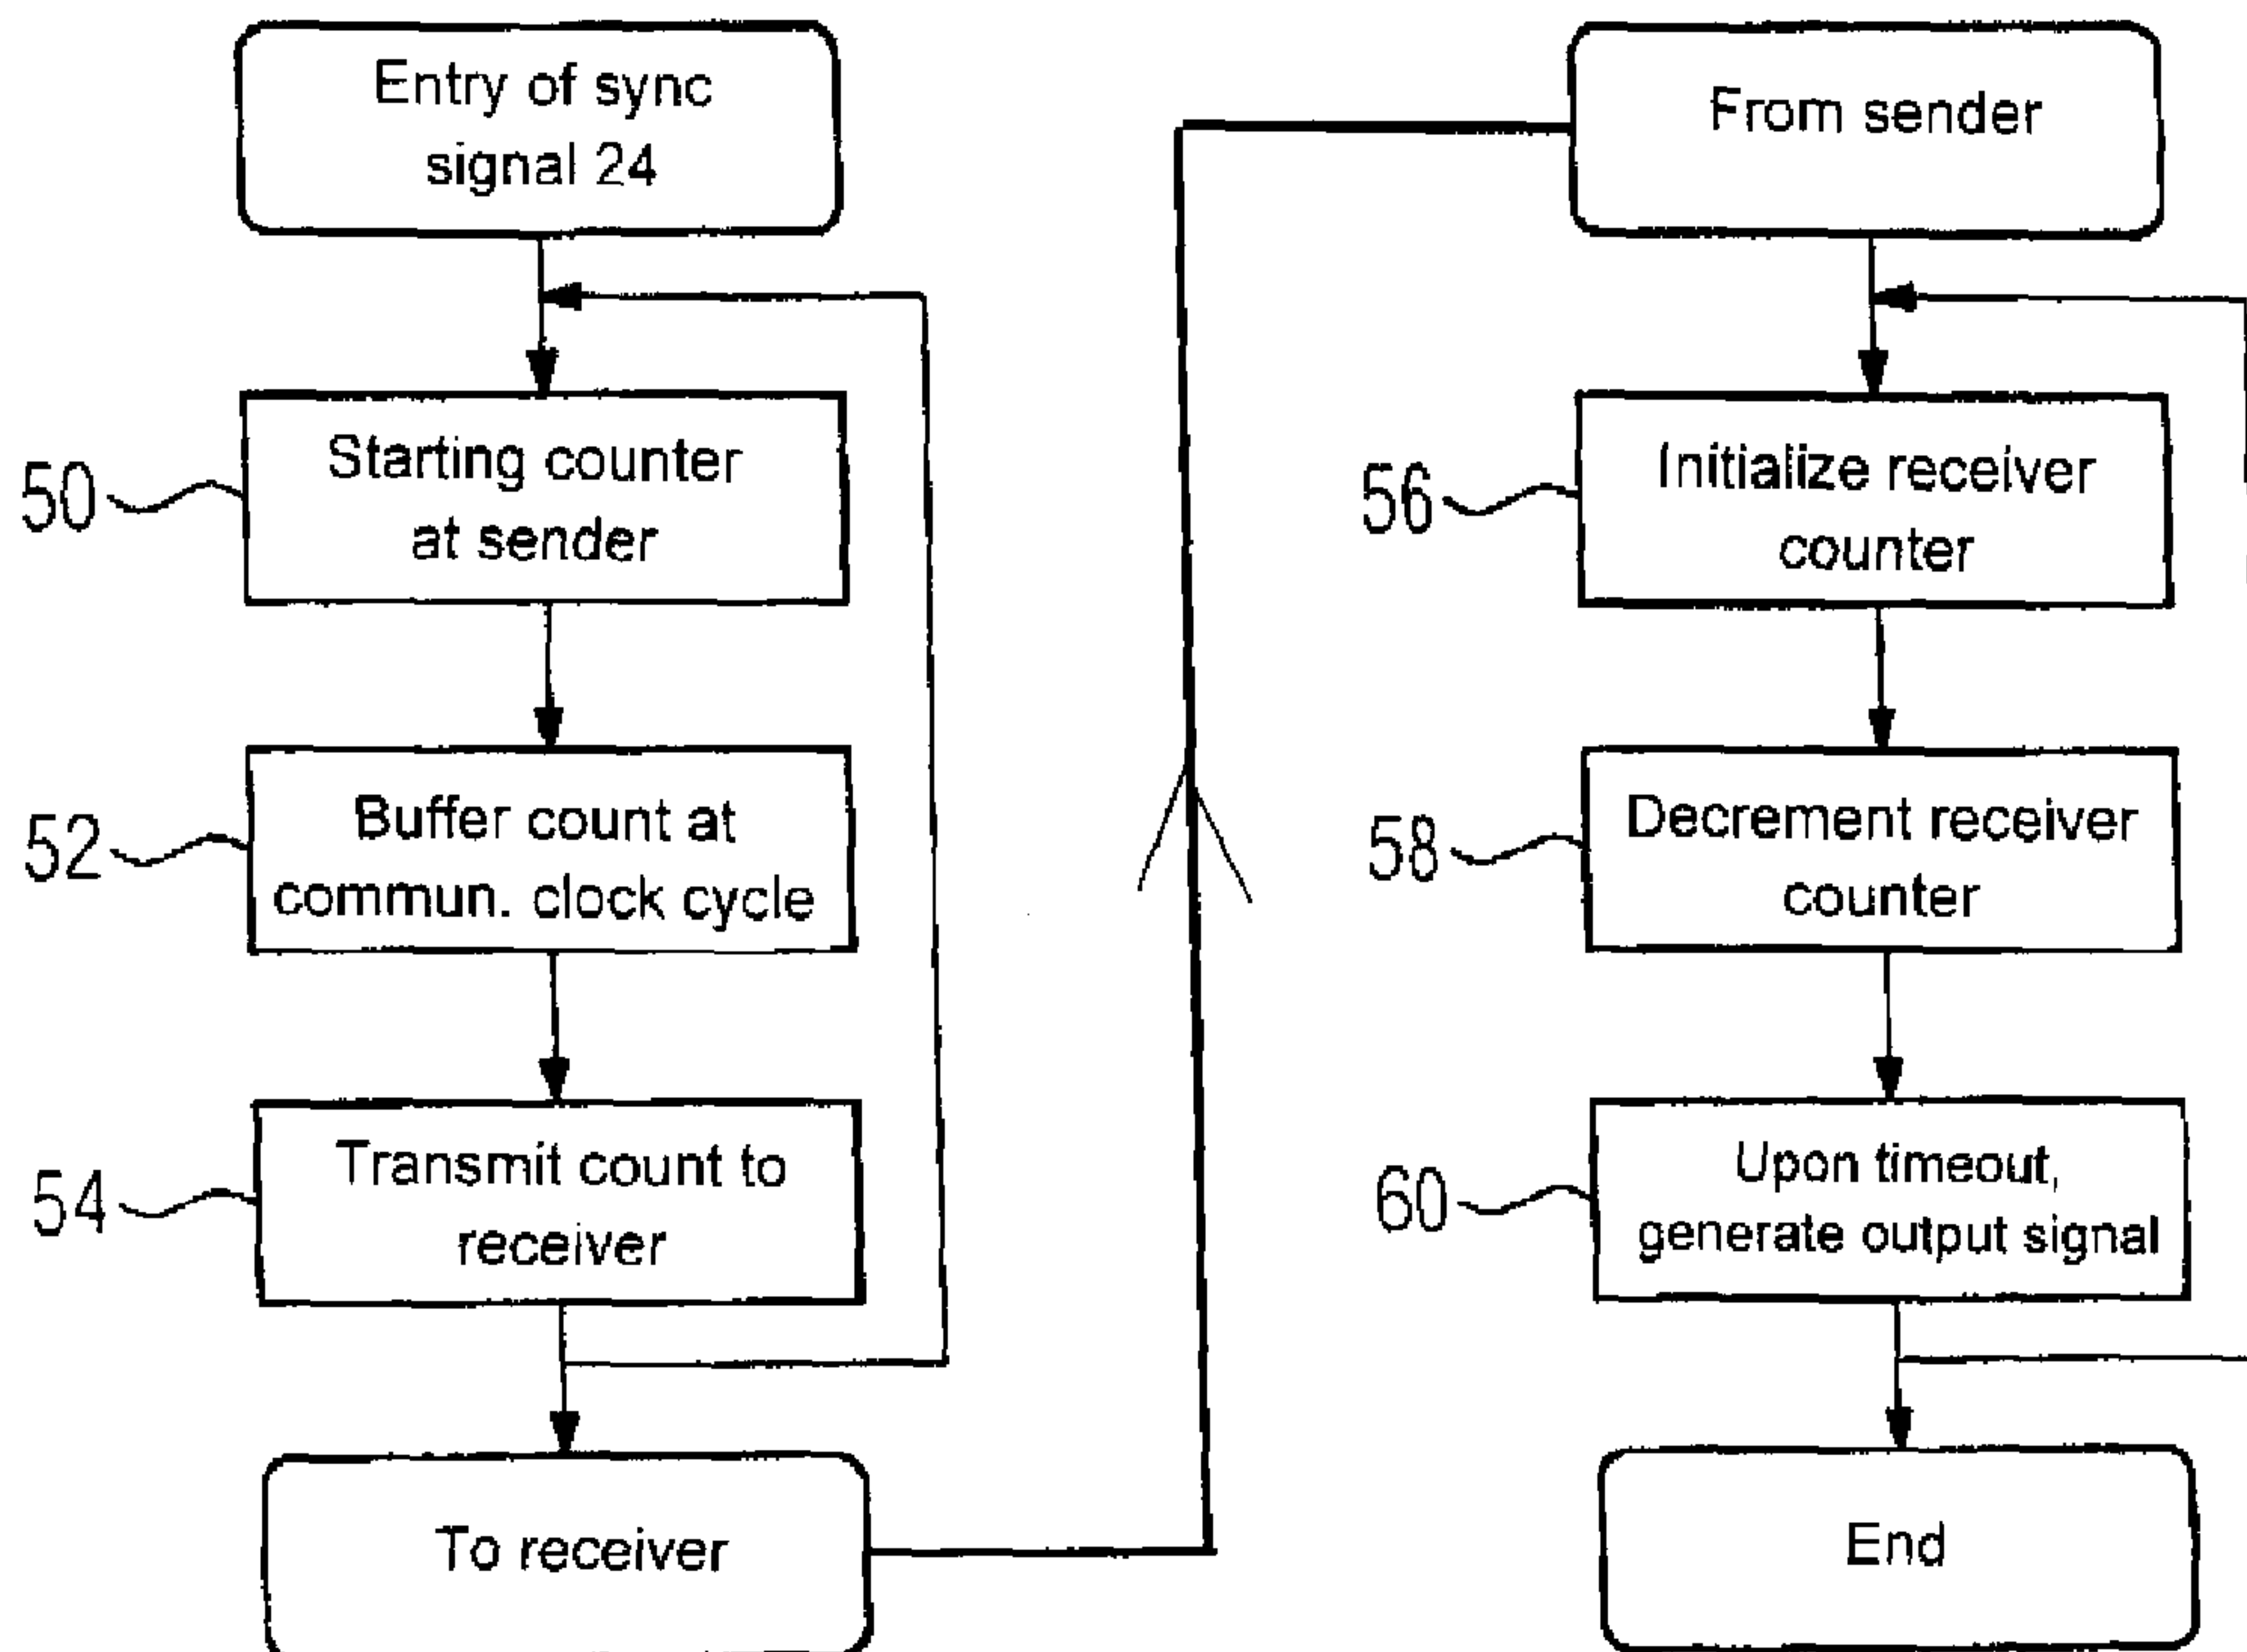 Entry of sync
signal 24
50
Starting counter
at sender
52
Buffer count at
commun. clock cycle
54
Transmit count to
receiver
To receiver
From sender
56
Initialize receiver
counter
58
Decrement receiver
counter
60
Upon timeout,
generate output signal
End